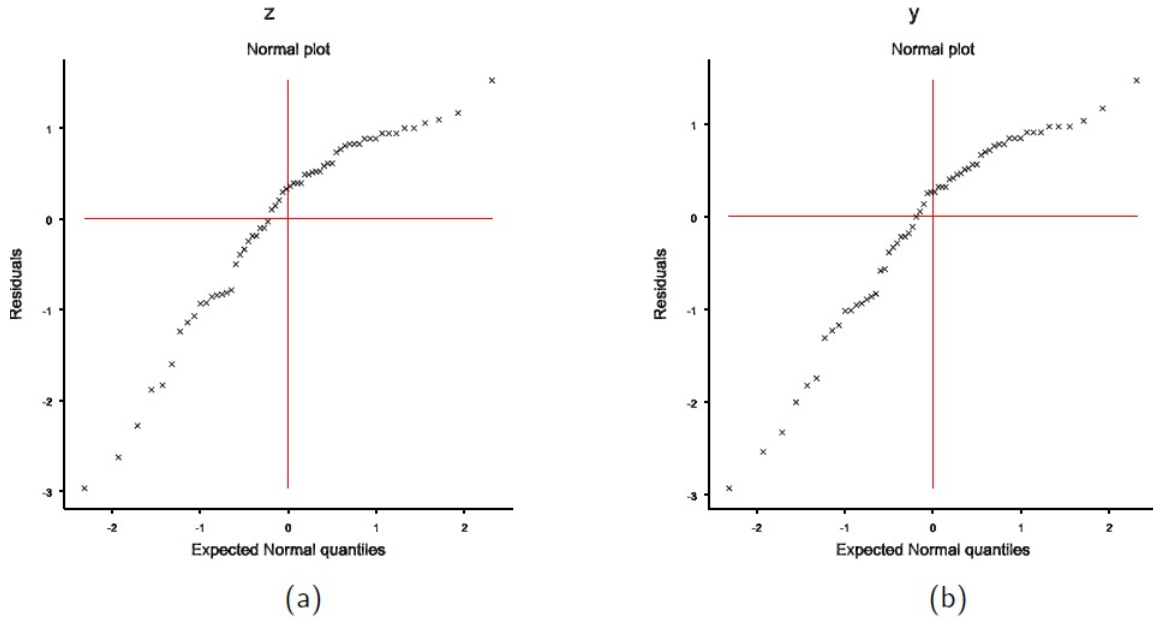 z
Normal plot
1
0
-1
-2
-3
Residuals
-2
-1
0
1
2
Expected Normal quantiles
(a)
y
Normal plot
1
0
-1
-2
-3
Residuals
-2
-1
0
1
2
Expected Normal quantiles
(b)